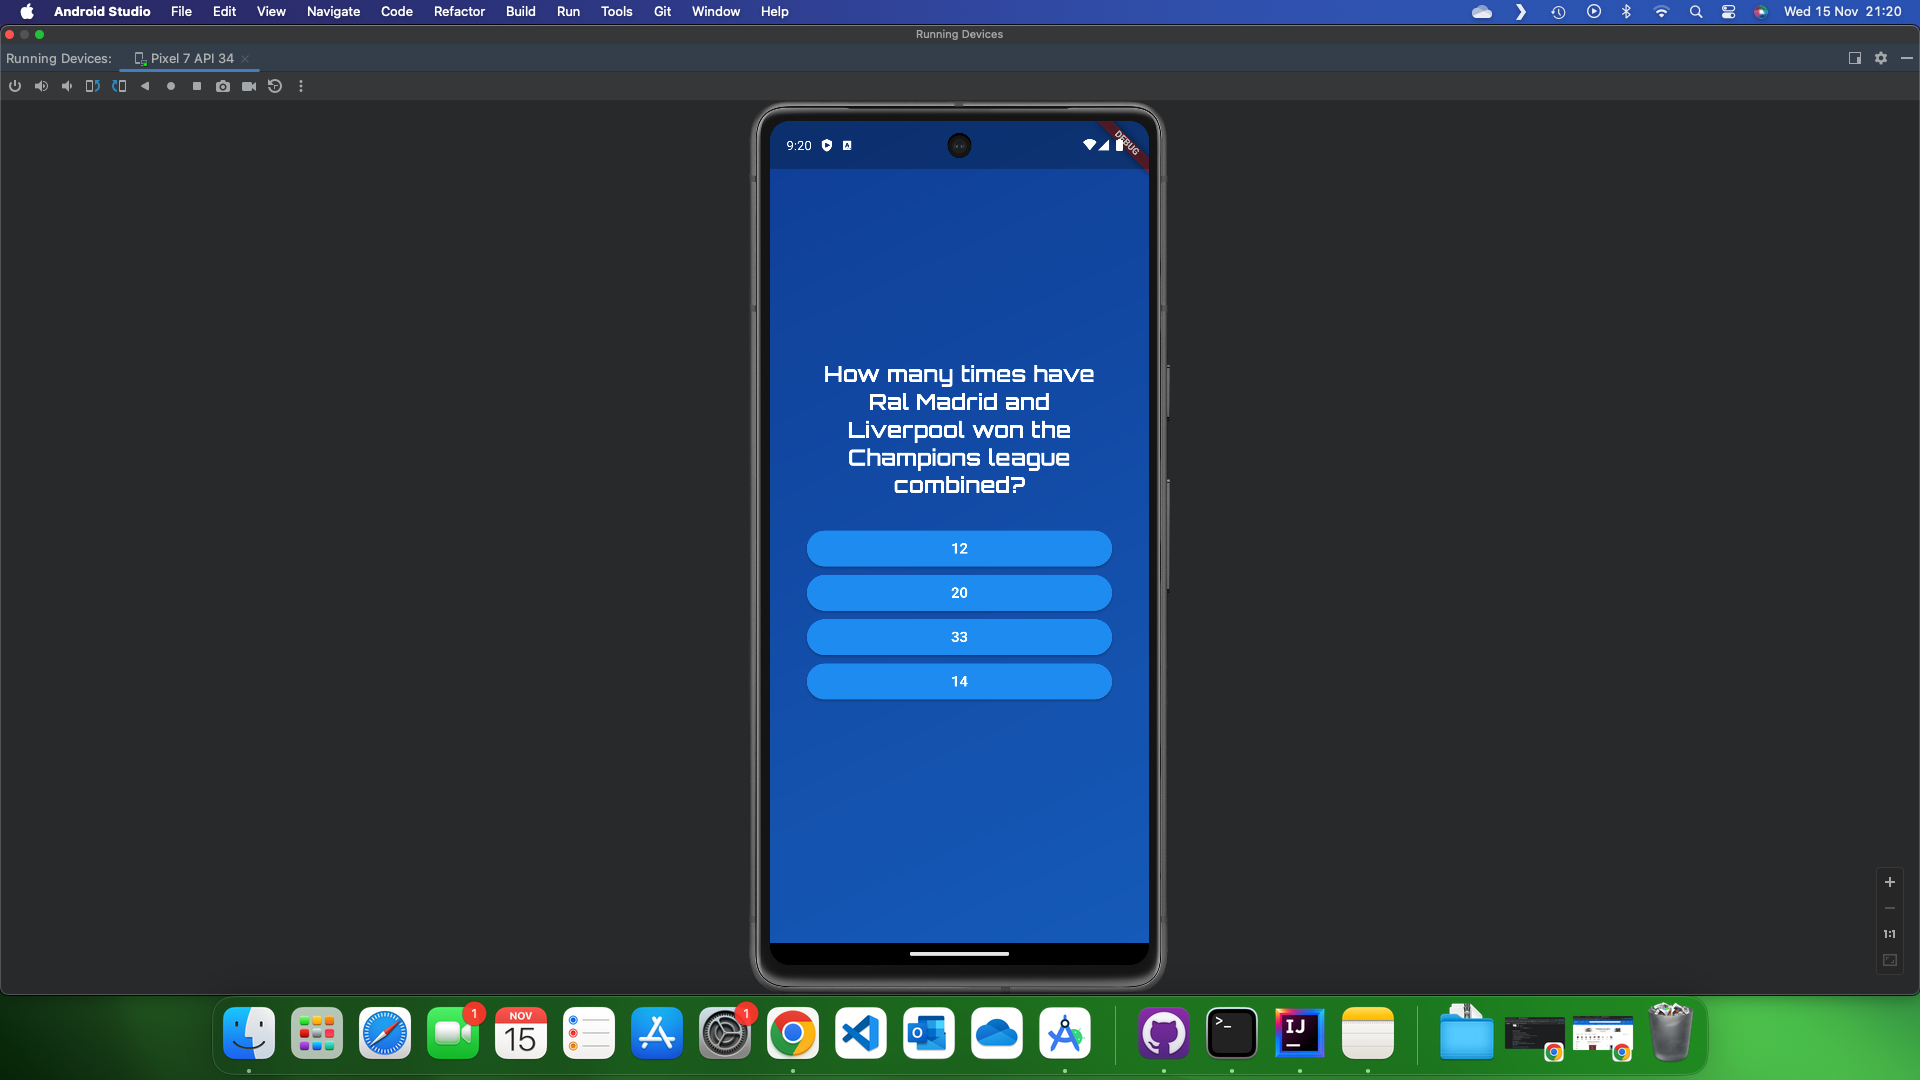 Android Studio File Edit View Navigate Code Refactor Build Run Tools Git Window Help Wed 15 Nov 21:20
Running Devices
Running Devices: Pixel 7 API 34
9:20
DEBUG
How many times have
Ral Madrid and
Liverpool won the
Champions league
combined?
12
20
33
14
1:1
1
NOV
15
1
IJ